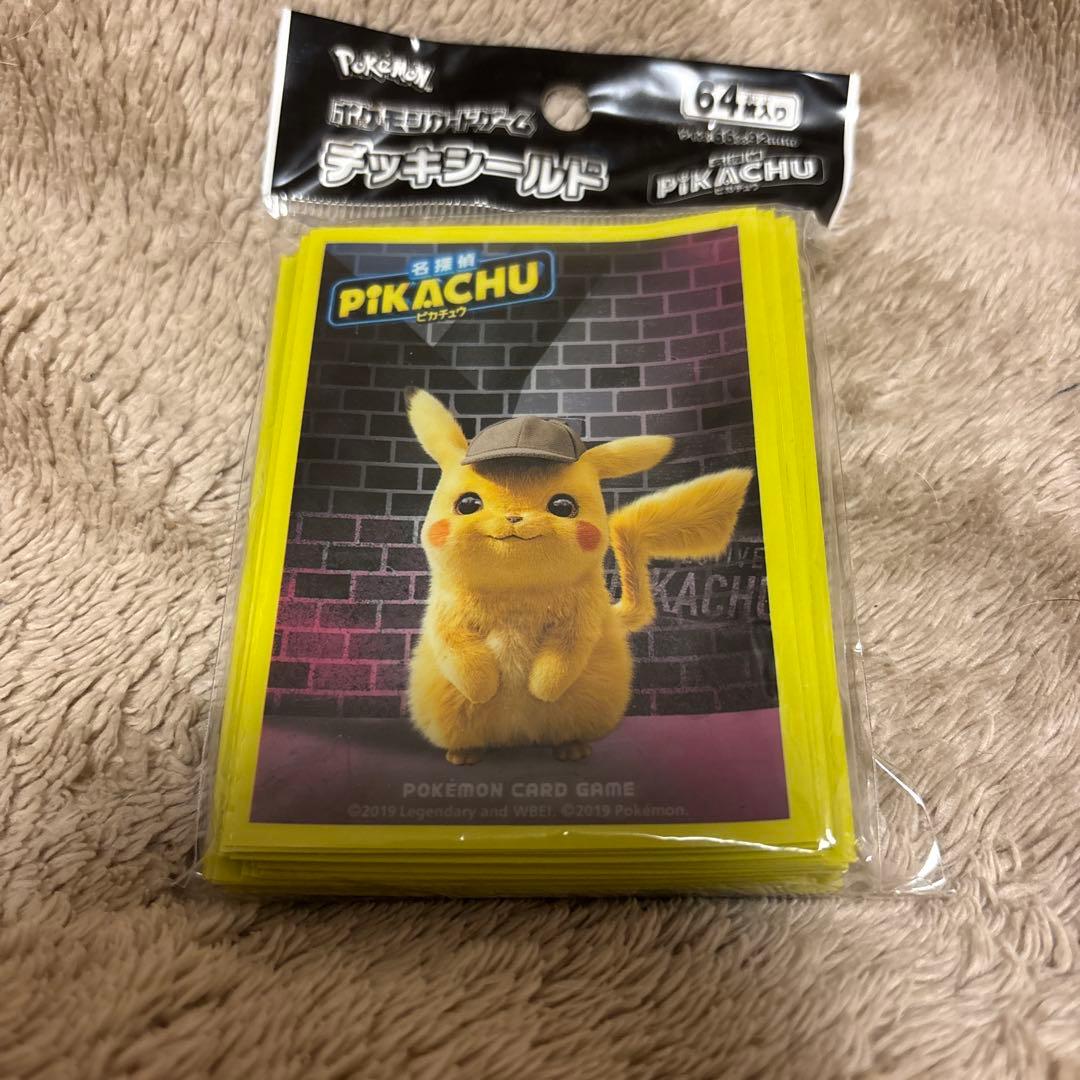 Pokémon
ポケモンカードゲーム
デッキシールド
64枚入り
名探偵
PiKACHU
ピカチュウ
名探偵
PiKACHU
ピカチュウ
PIKACHU
POKÉMON CARD GAME
©2019 Legendary and WBEI. ©2019 Pokémon.